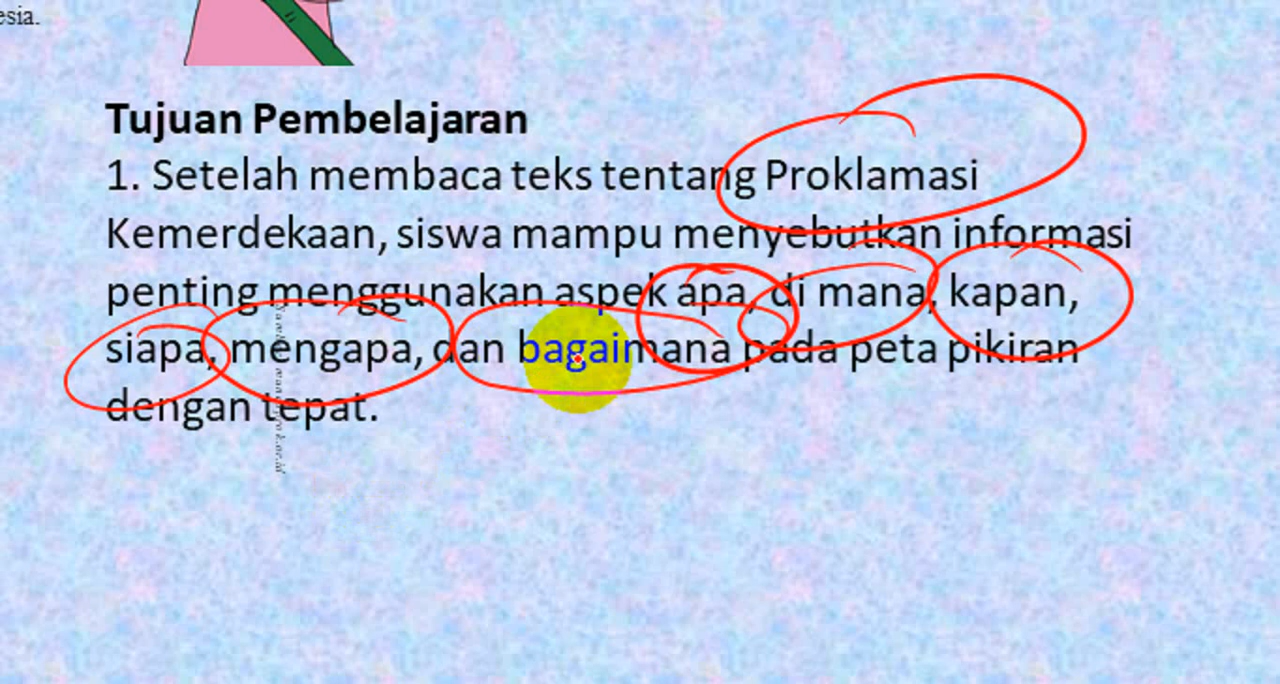 esia.
Tujuan Pembelajaran
1. Setelah membaca teks tentang Proklamasi
Kemerdekaan, siswa mampu menyebutkan informasi
penting menggunakan aspek apa, di mana, kapan,
siapa, mengapa, dan bagaimana pada peta pikiran
dengan tepat.